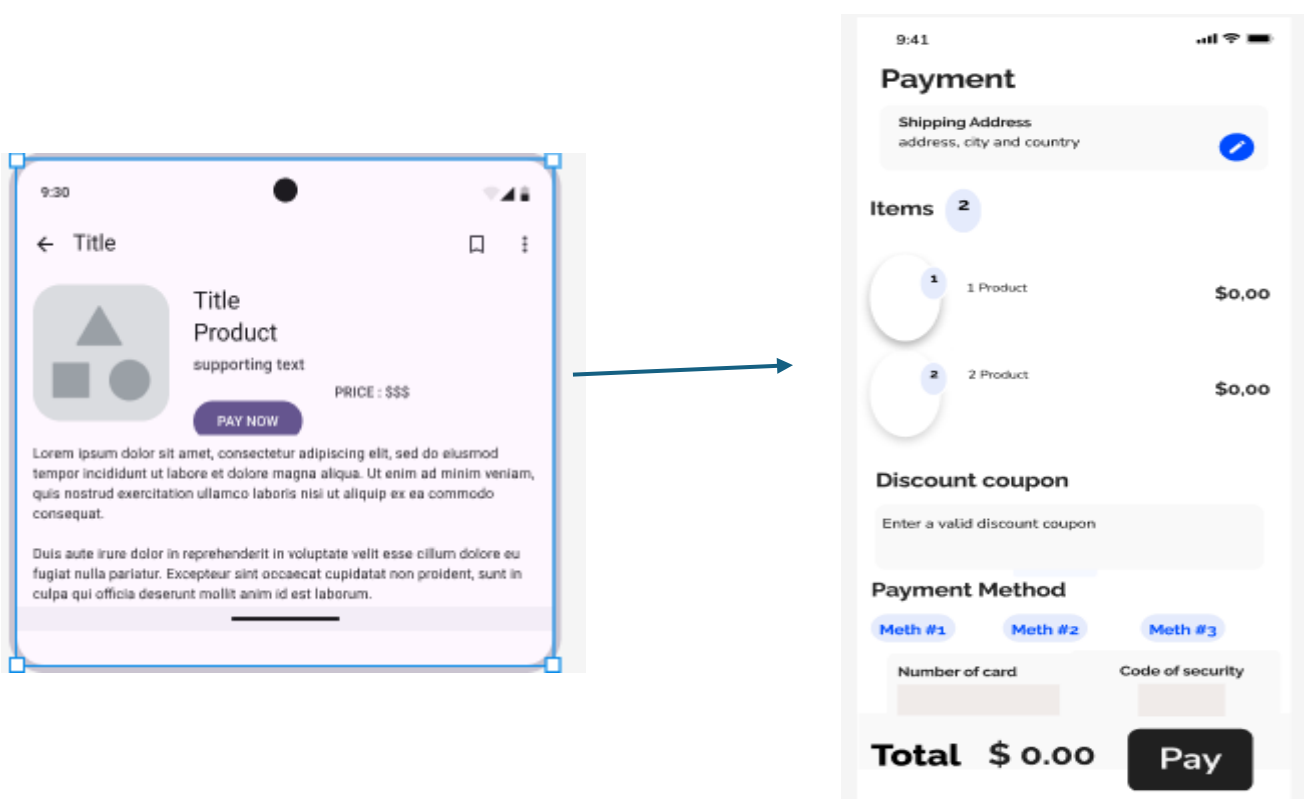 9:30
Title
Title
Product
supporting text
PRICE : $$$
PAY NOW
Lorem ipsum dolor sit amet, consectetur adipiscing elit, sed do eiusmod
tempor incididunt ut labore et dolore magna aliqua. Ut enim ad minim veniam,
quis nostrud exercitation ullamco laboris nisi ut aliquip ex ea commodo
consequat.
Duis aute irure dolor in reprehenderit in voluptate velit esse cillum dolore eu
fugiat nulla pariatur. Excepteur sint occaecat cupidatat non proident, sunt in
culpa qui officia deserunt mollit anim id est laborum.
9:41
Payment
Shipping Address
address, city and country
Items 2
1
1 Product $0,00
2
2 Product $0,00
Discount coupon
Enter a valid discount coupon
Payment Method
Meth #1 Meth #2 Meth #3
Number of card Code of security
Total $ 0.00 Pay